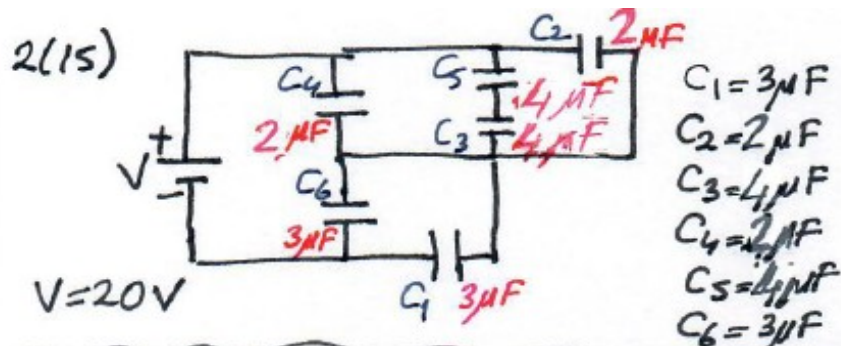 2(15)
C2 2μF
C4 C5 4μF
2μF C3 4μF
+
V
-
C6
3μF
V=20V C1 3μF
C1=3μF
C2=2μF
C3=4μF
C4=2μF
C5=4μF
C6=3μF